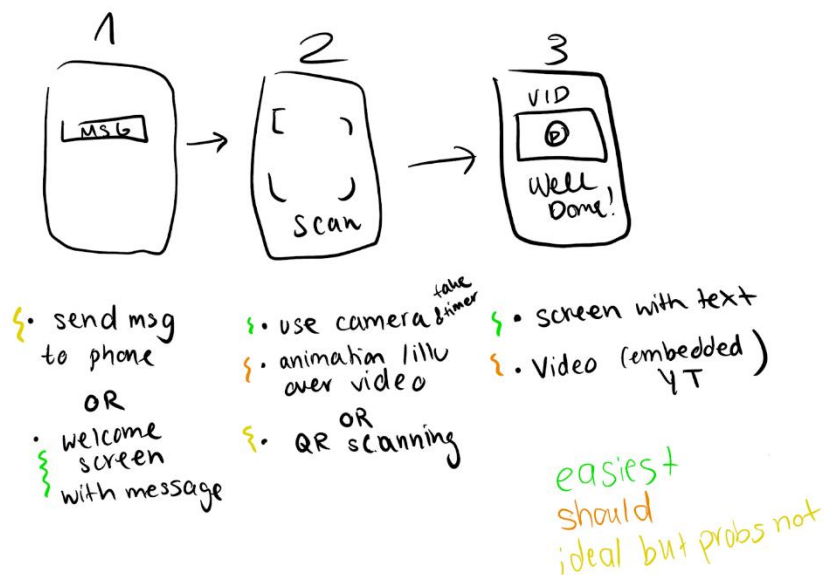 1
MSG
2
Scan
3
VID
Well
Done!
· send msg
to phone
OR
· welcome
screen
with message
· use camera & fake timer
· animation / illu
over video
OR
· QR scanning
· screen with text
· Video (embedded
YT)
easiest
should
ideal but probs not